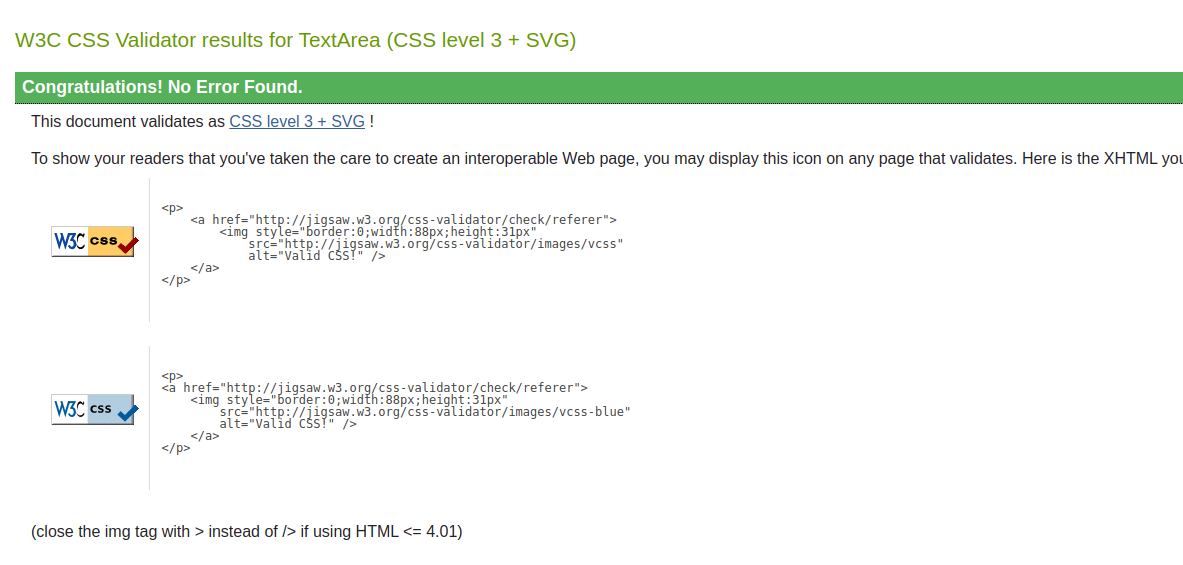 W3C CSS Validator results for TextArea (CSS level 3 + SVG)
Congratulations! No Error Found.
This document validates as CSS level 3 + SVG !
To show your readers that you've taken the care to create an interoperable Web page, you may display this icon on any page that validates. Here is the XHTML you
<p>
<a href="http://jigsaw.w3.org/css-validator/check/referer">
<img style="border:0;width:88px;height:31px"
W3C css
src="http://jigsaw.w3.org/css-validator/images/vcss"
alt="Valid CSS!" />
</a>
</p>
<p>
<a href="http://jigsaw.w3.org/css-validator/check/referer">
<img style="border:0;width:88px;height:31px"
W3C css
src="http://jigsaw.w3.org/css-validator/images/vcss-blue"
alt="Valid CSS!" />
</a>
</p>
(close the img tag with > instead of /> if using HTML <= 4.01)